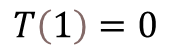 T(1) = 0